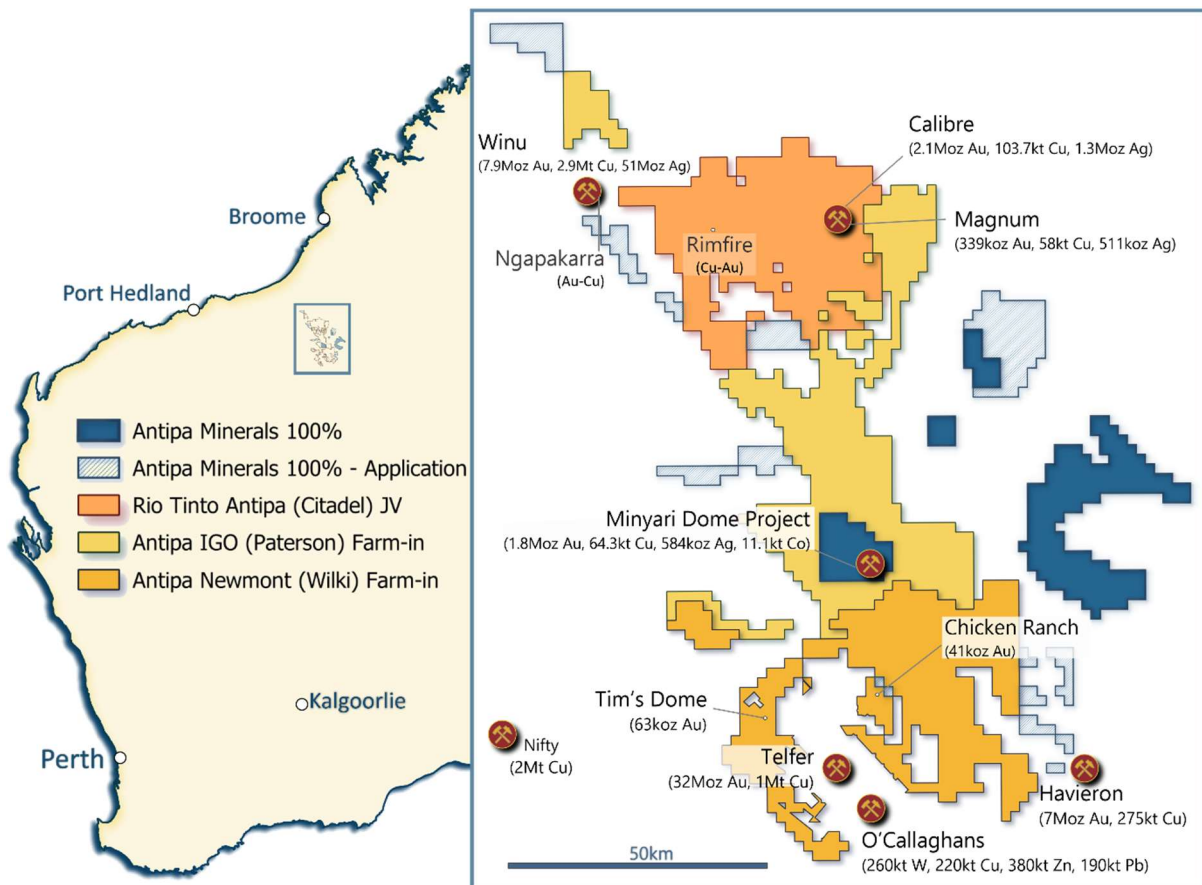 Broome
Port Hedland
Antipa Minerals 100%
Antipa Minerals 100% - Application
Rio Tinto Antipa (Citadel) JV
Antipa IGO (Paterson) Farm-in
Antipa Newmont (Wilki) Farm-in
Kalgoorlie
Perth
Winu
(7.9Moz Au, 2.9Mt Cu, 51Moz Ag)
Calibre
(2.1Moz Au, 103.7kt Cu, 1.3Moz Ag)
Magnum
(339koz Au, 58kt Cu, 511koz Ag)
Ngapakarra
(Au-Cu)
Rimfire
(Cu-Au)
Minyari Dome Project
(1.8Moz Au, 64.3kt Cu, 584koz Ag, 11.1kt Co)
Chicken Ranch
(41koz Au)
Tim's Dome
(63koz Au)
Nifty
(2Mt Cu)
Telfer
(32Moz Au, 1Mt Cu)
Havieron
(7Moz Au, 275kt Cu)
O'Callaghans
(260kt W, 220kt Cu, 380kt Zn, 190kt Pb)
50km